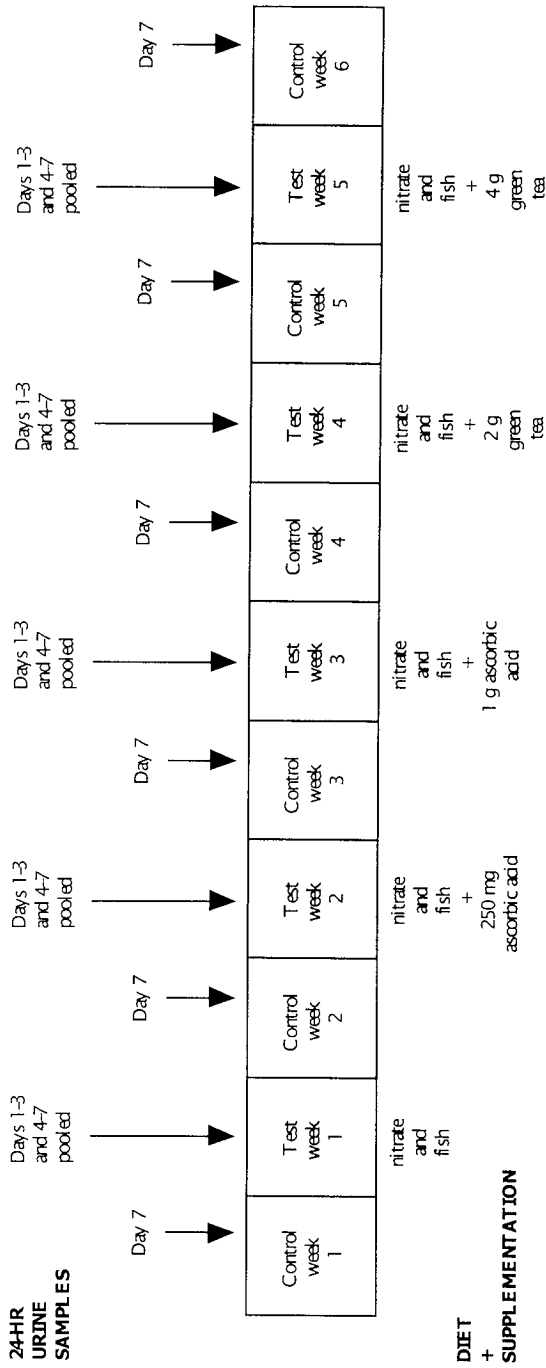 24-HR
URINE
SAMPLES
Day 7
Days 1-3
and 4-7
pooled
Day 7
Days 1-3
and 4-7
pooled
Day 7
Days 1-3
and 4-7
pooled
Day 7
Days 1-3
and 4-7
pooled
Day 7
Days 1-3
and 4-7
pooled
Day 7
Control
week
1
Test
week
1
Control
week
2
Test
week
2
Control
week
3
Test
week
3
Control
week
4
Test
week
4
Control
week
5
Test
week
5
Control
week
6
DIET
+
SUPPLEMENTATION
nitrate
and
fish
nitrate
and
fish
+
250 mg
ascorbic acid
nitrate
and
fish
+
1 g ascorbic
acid
nitrate
and
fish
+
2 g
green
tea
nitrate
and
fish
+
4 g
green
tea